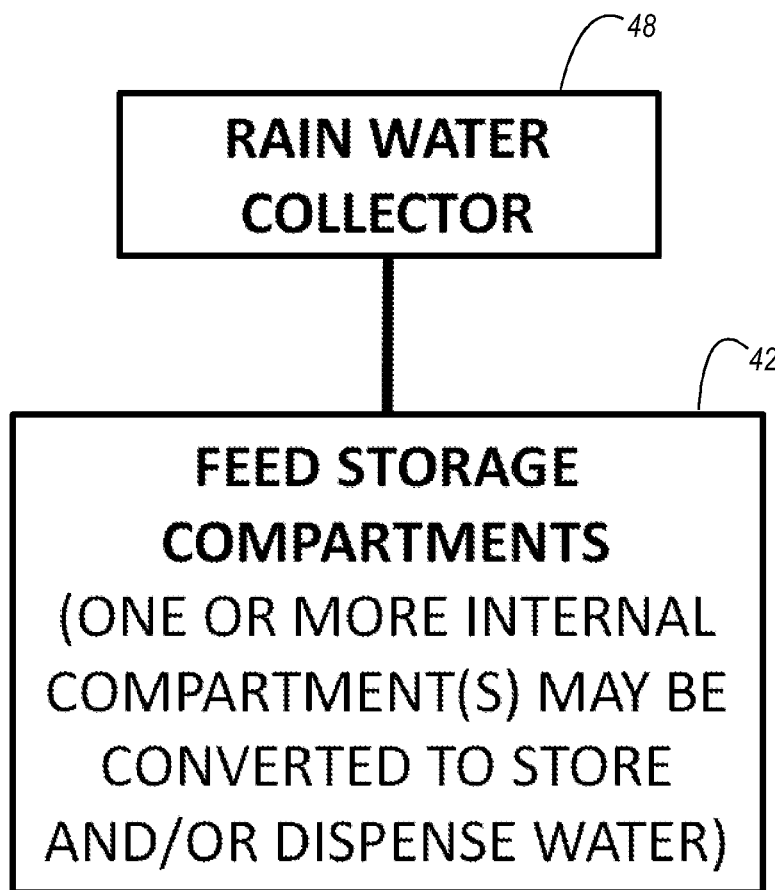 48
RAIN WATER
COLLECTOR
42
FEED STORAGE
COMPARTMENTS
(ONE OR MORE INTERNAL
COMPARTMENT(S) MAY BE
CONVERTED TO STORE
AND/OR DISPENSE WATER)